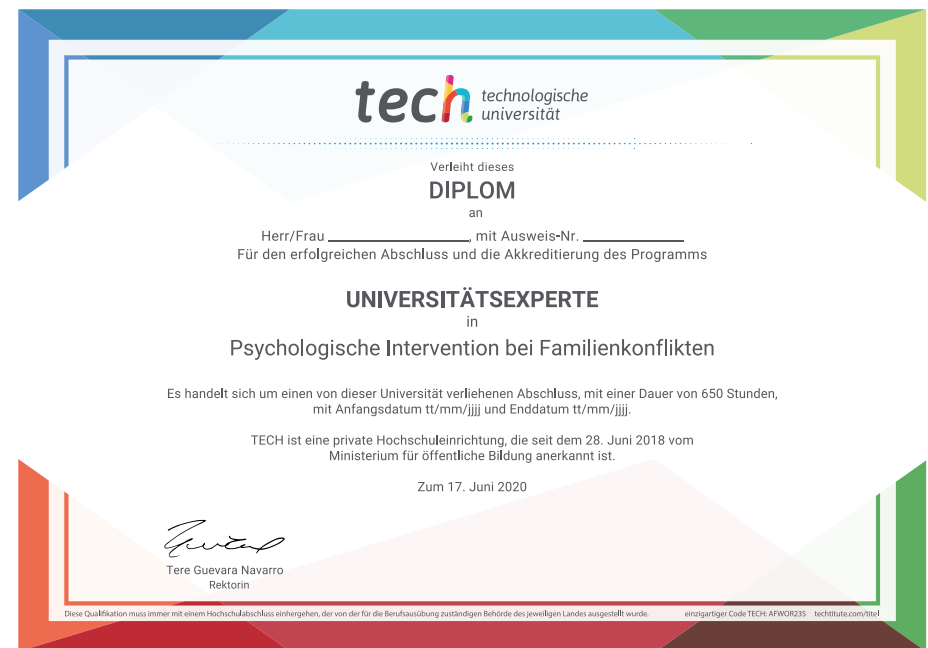 tech technologische
universität
Verleiht dieses
DIPLOM
an
Herr/Frau ____________________, mit Ausweis-Nr. ______________
Für den erfolgreichen Abschluss und die Akkreditierung des Programms
UNIVERSITÄTSEXPERTE
in
Psychologische Intervention bei Familienkonflikten
Es handelt sich um einen von dieser Universität verliehenen Abschluss, mit einer Dauer von 650 Stunden,
mit Anfangsdatum tt/mm/jjjj und Enddatum tt/mm/jjjj.
TECH ist eine private Hochschuleinrichtung, die seit dem 28. Juni 2018 vom
Ministerium für öffentliche Bildung anerkannt ist.
Zum 17. Juni 2020
Tere Guevara Navarro
Rektorin
Diese Qualifikation muss immer mit einem Hochschulabschluss einhergehen, der von der für die Berufsausübung zuständigen Behörde des jeweiligen Landes ausgestellt wurde. einzigartiger Code TECH: AFWOR23S techtitute.com/titel